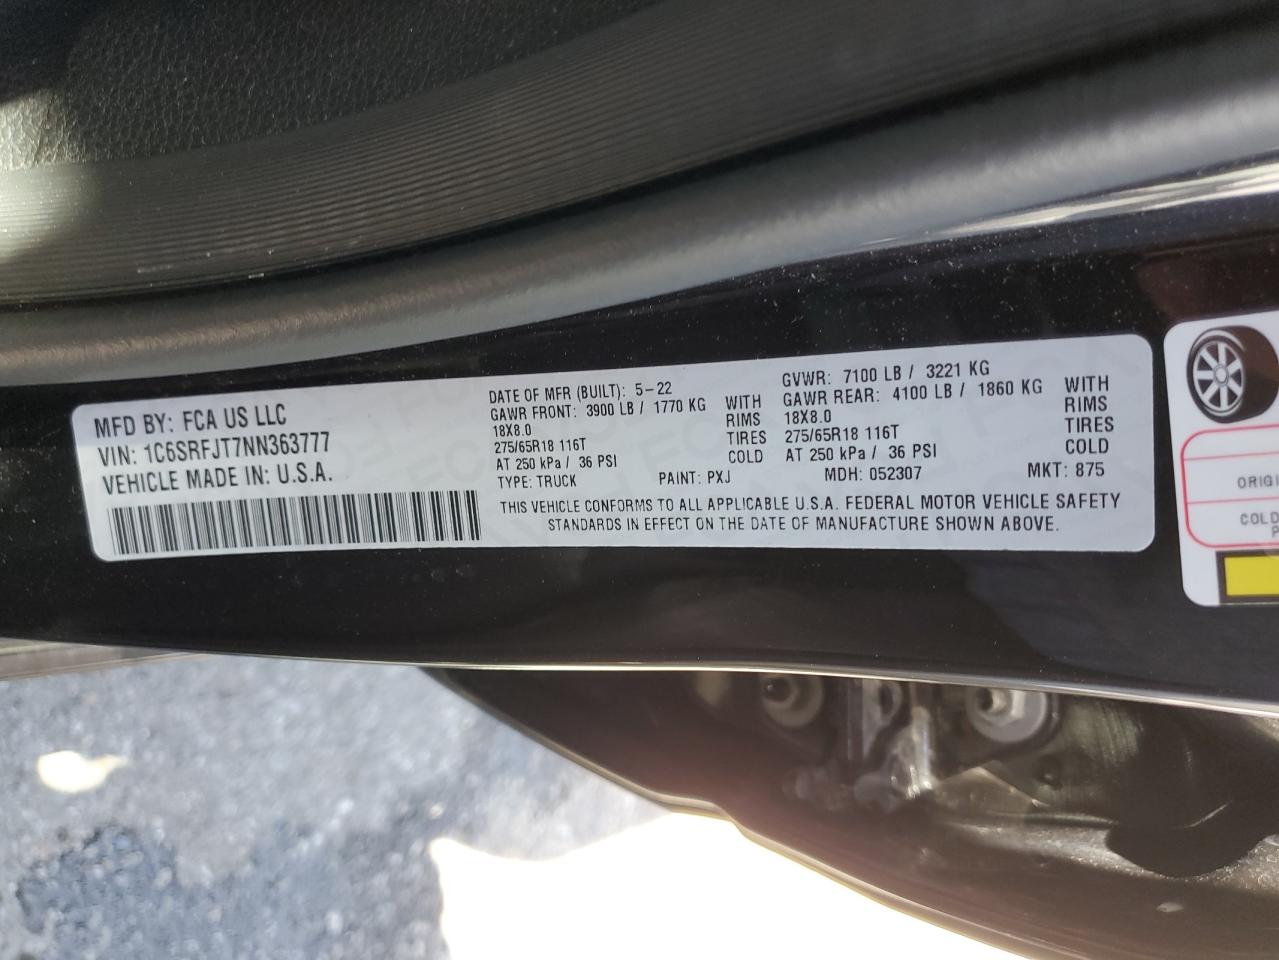 MFD BY: FCA US LLC
VIN: 1C6SRFJT7NN363777
VEHICLE MADE IN: U.S.A.
DATE OF MFR (BUILT): 5-22
GAWR FRONT: 3900 LB / 1770 KG WITH
18X8.0 RIMS
275/65R18 116T TIRES
AT 250 kPa / 36 PSI COLD
GVWR: 7100 LB / 3221 KG
GAWR REAR: 4100 LB / 1860 KG WITH
18X8.0 RIMS
275/65R18 116T TIRES
AT 250 kPa / 36 PSI COLD
TYPE: TRUCK PAINT: PXJ MDH: 052307 MKT: 875
THIS VEHICLE CONFORMS TO ALL APPLICABLE U.S.A. FEDERAL MOTOR VEHICLE SAFETY
STANDARDS IN EFFECT ON THE DATE OF MANUFACTURE SHOWN ABOVE.
COLD